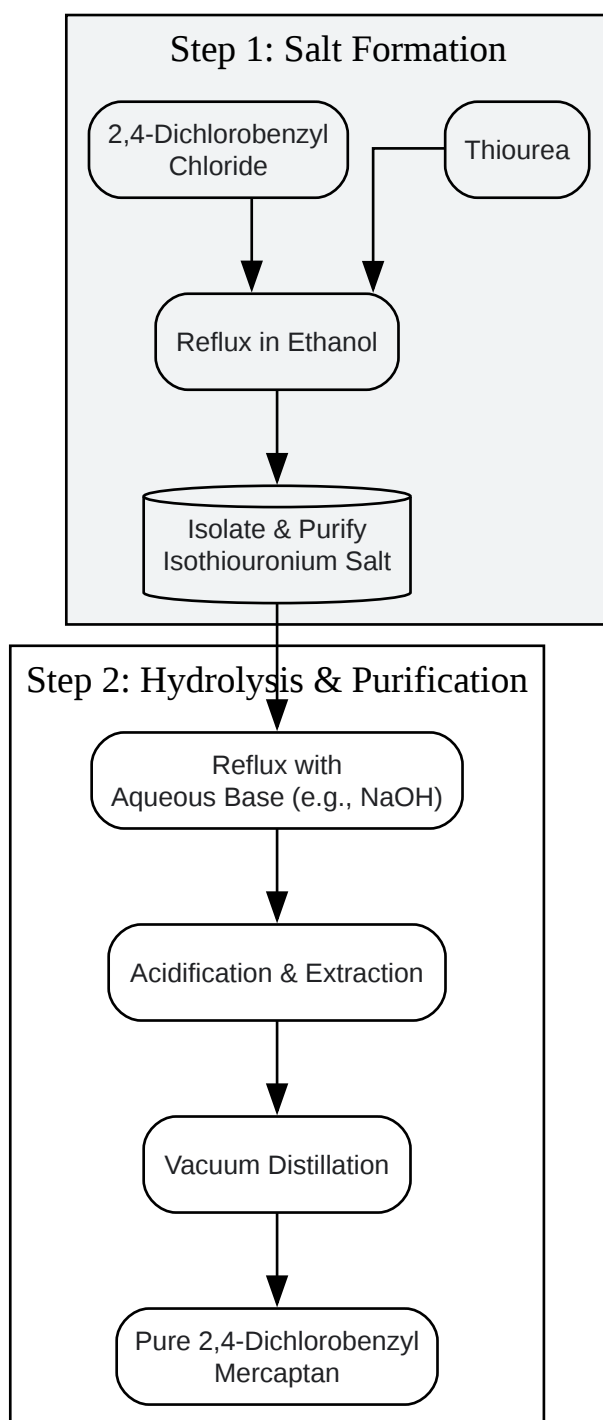 Step 1: Salt Formation
2,4-Dichlorobenzyl
Chloride
Thiourea
Reflux in Ethanol
Isolate & Purify
Isothiouronium Salt
Step 2: Hydrolysis & Purification
Reflux with
Aqueous Base (e.g., NaOH)
Acidification & Extraction
Vacuum Distillation
Pure 2,4-Dichlorobenzyl
Mercaptan